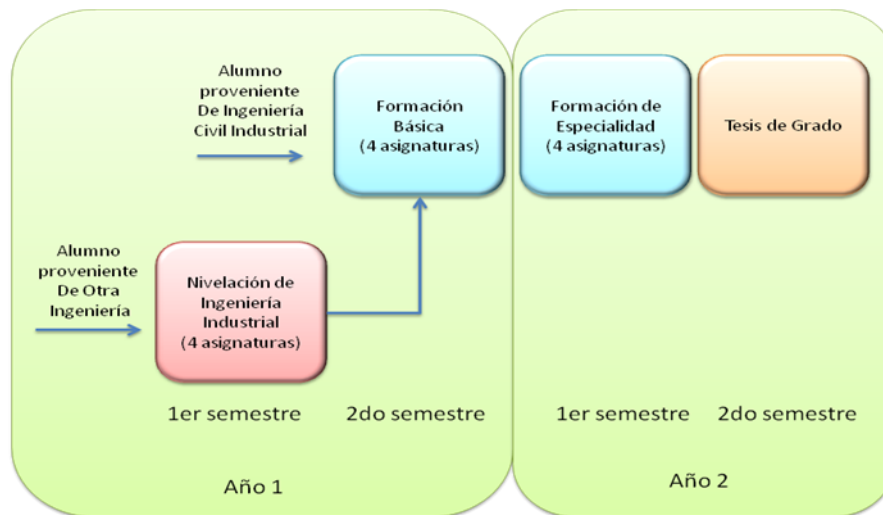 Alumno
proveniente
De Ingeniería
Civil Industrial
Formación
Básica
(4 asignaturas)
Formación de
Especialidad
(4 asignaturas)
Tesis de Grado
Alumno
proveniente
De Otra
Ingeniería
Nivelación de
Ingeniería
Industrial
(4 asignaturas)
1er semestre
2do semestre
1er semestre
2do semestre
Año 1
Año 2